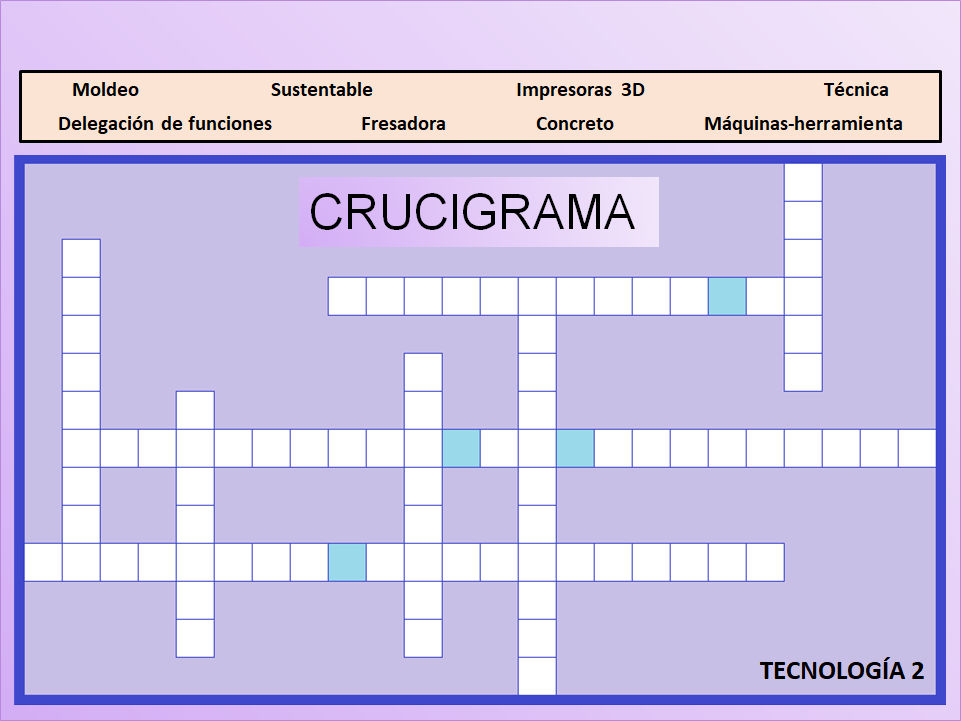 Moldeo Sustentable Impresoras 3D Técnica
Delegación de funciones Fresadora Concreto Máquinas-herramienta
CRUCIGRAMA
TECNOLOGÍA 2